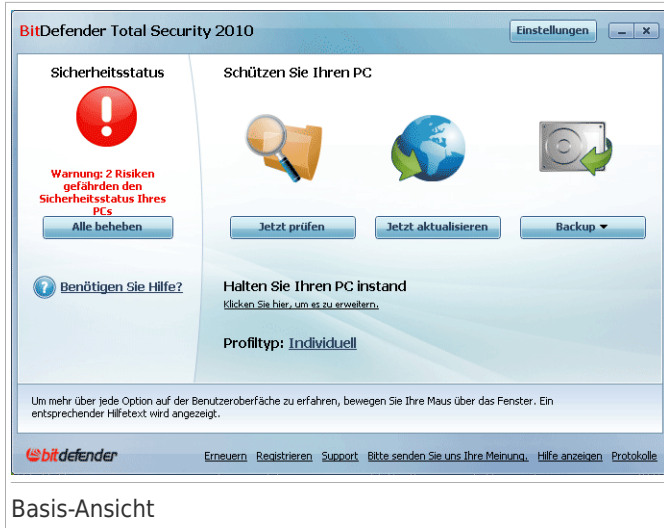 BitDefender Total Security 2010
Einstellungen
Sicherheitsstatus
Warnung: 2 Risiken
gefährden den
Sicherheitsstatus Ihres
PCs
Alle beheben
Benötigen Sie Hilfe?
Schützen Sie Ihren PC
Jetzt prüfen
Jetzt aktualisieren
Backup
Halten Sie Ihren PC instand
Klicken Sie hier, um es zu erweitern.
Profiltyp: Individuell
Um mehr über jede Option auf der Benutzeroberfäche zu erfahren, bewegen Sie Ihre Maus über das Fenster. Ein
entsprechender Hilfetext wird angezeigt.
bitdefender
Erneuern Registrieren Support Bitte senden Sie uns Ihre Meinung. Hilfe anzeigen Protokolle
Basis-Ansicht